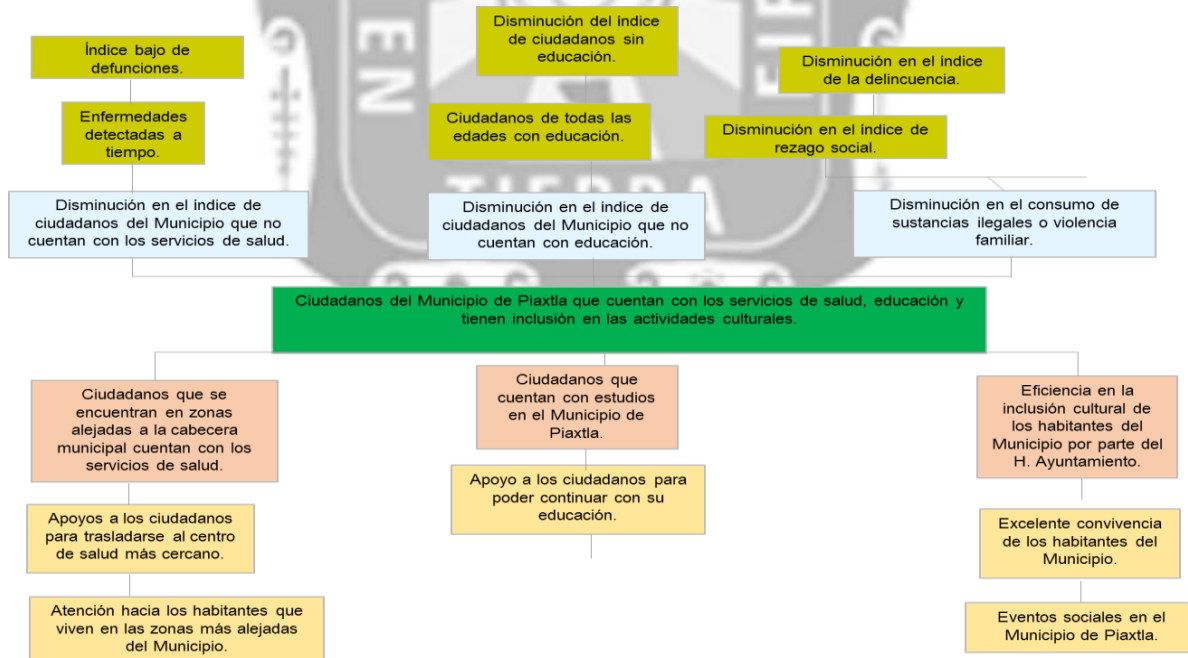 Índice bajo de
defunciones.
Enfermedades
detectadas a
tiempo.
Disminución en el índice de
ciudadanos del Municipio que no
cuentan con los servicios de salud.
Disminución del índice
de ciudadanos sin
educación.
Ciudadanos de todas las
edades con educación.
Disminución en el índice de
ciudadanos del Municipio que no
cuentan con educación.
Disminución en el índice
de la delincuencia.
Disminución en el índice de
rezago social.
Disminución en el consumo de
sustancias ilegales o violencia
familiar.
EN
TIERRA
Ciudadanos del Municipio de Piaxtla que cuentan con los servicios de salud, educación y
tienen inclusión en las actividades culturales.
Ciudadanos que se
encuentran en zonas
alejadas a la cabecera
municipal cuentan con los
servicios de salud.
Apoyos a los ciudadanos
para trasladarse al centro
de salud más cercano.
Atención hacia los habitantes que
viven en las zonas más alejadas
del Municipio.
Ciudadanos que
cuentan con estudios
en el Municipio de
Piaxtla.
Apoyo a los ciudadanos para
poder continuar con su
educación.
Eficiencia en la
inclusión cultural de
los habitantes del
Municipio por parte del
H. Ayuntamiento.
Excelente convivencia
de los habitantes del
Municipio.
Eventos sociales en el
Municipio de Piaxtla.